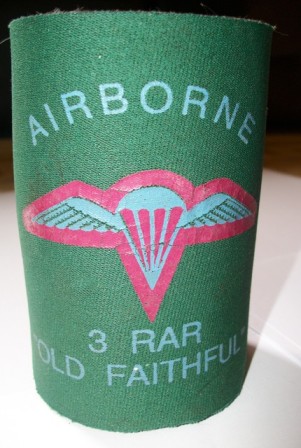 AIRBORNE
3 RAR
"OLD FAITHFUL"